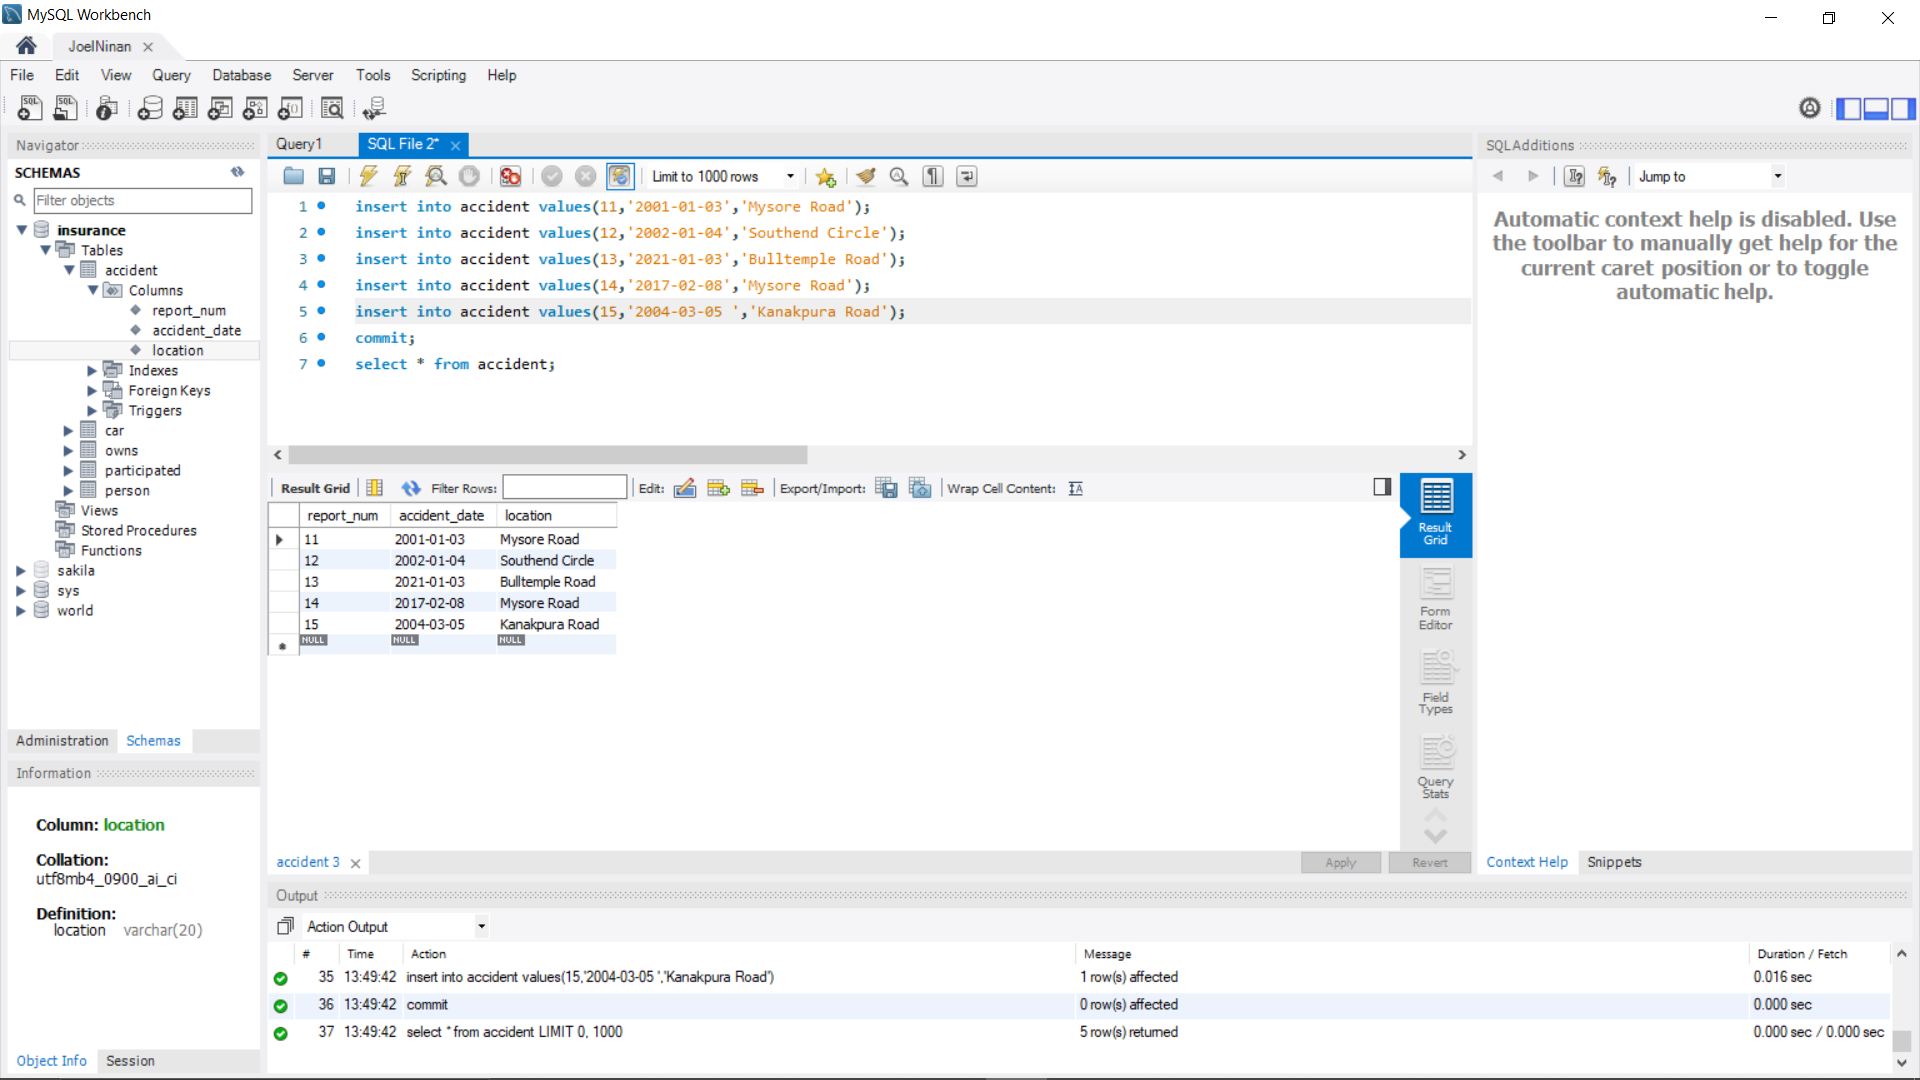 MySQL Workbench
JoelNinan
File Edit View Query Database Server Tools Scripting Help
Navigator
SCHEMAS
Filter objects
insurance
Tables
accident
Columns
report_num
accident_date
location
Indexes
Foreign Keys
Triggers
car
owns
participated
person
Views
Stored Procedures
Functions
sakila
sys
world
Administration Schemas
Information
Column: location
Collation:
utf8mb4_0900_ai_ci
Definition:
location varchar(20)
Object Info Session
Query1 SQL File 2*
Limit to 1000 rows
1 insert into accident values(11,'2001-01-03','Mysore Road');
2 insert into accident values(12,'2002-01-04','Southend Circle');
3 insert into accident values(13,'2021-01-03','Bulltemple Road');
4 insert into accident values(14,'2017-02-08','Mysore Road');
5 insert into accident values(15,'2004-03-05 ','Kanakpura Road');
6 commit;
7 select * from accident;
Result Grid Filter Rows: Edit: Export/Import: Wrap Cell Content:
report_num accident_date location
11 2001-01-03 Mysore Road
12 2002-01-04 Southend Circle
13 2021-01-03 Bulltemple Road
14 2017-02-08 Mysore Road
15 2004-03-05 Kanakpura Road
NULL NULL NULL
Result
Grid
Form
Editor
Field
Types
Query
Stats
accident 3
Apply Revert
SQLAdditions
Jump to
Automatic context help is disabled. Use
the toolbar to manually get help for the
current caret position or to toggle
automatic help.
Context Help Snippets
Output
Action Output
# Time Action Message Duration / Fetch
35 13:49:42 insert into accident values(15,'2004-03-05 ','Kanakpura Road') 1 row(s) affected 0.016 sec
36 13:49:42 commit 0 row(s) affected 0.000 sec
37 13:49:42 select * from accident LIMIT 0, 1000 5 row(s) returned 0.000 sec / 0.000 sec